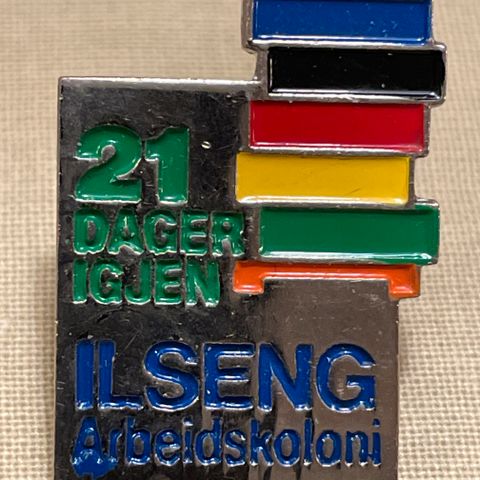 21
DAGER
IGJEN
ILSENG
Arbeidskoloni